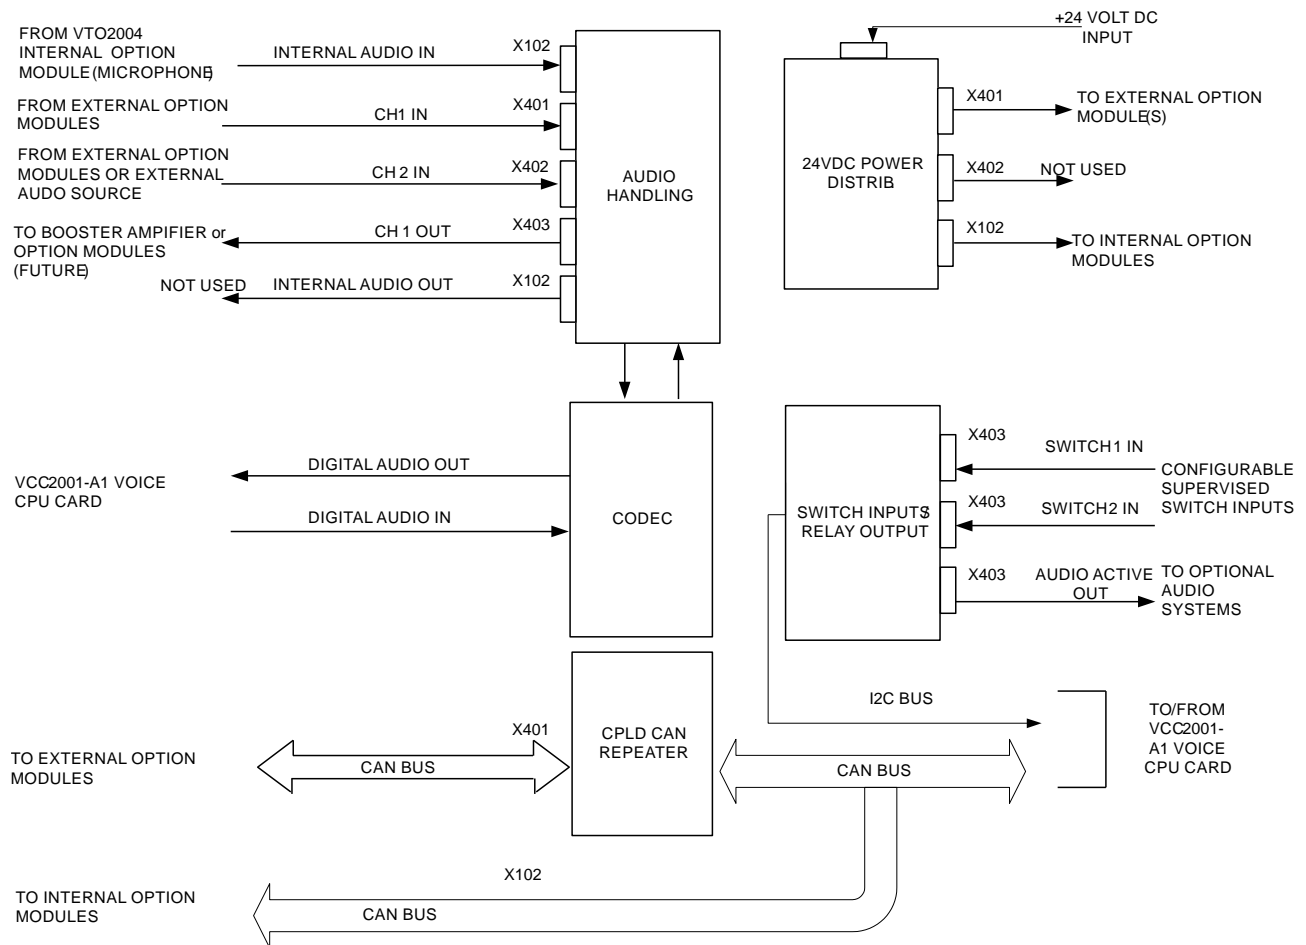 FROM VTO2004
INTERNAL OPTION
MODULE(MICROPHONE)
INTERNAL AUDIO IN
X102
FROM EXTERNAL OPTION
MODULES
CH1 IN
X401
FROM EXTERNAL OPTION
MODULES OR EXTERNAL
AUDO SOURCE
CH 2 IN
X402
TO BOOSTER AMPIFIER or
OPTION MODULES
(FUTURE)
CH 1 OUT
X403
NOT USED
INTERNAL AUDIO OUT
X102
AUDIO
HANDLING
+24 VOLT DC
INPUT
24VDC POWER
DISTRIB.
X401
TO EXTERNAL OPTION
MODULE(S)
X402
NOT USED
X102
TO INTERNAL OPTION
MODULES
VCC2001-A1 VOICE
CPU CARD
DIGITAL AUDIO OUT
DIGITAL AUDIO IN
CODEC
SWITCH INPUTS/
RELAY OUTPUT
X403
SWITCH1 IN
X403
SWITCH2 IN
CONFIGURABLE
SUPERVISED
SWITCH INPUTS
X403
AUDIO ACTIVE
OUT
TO OPTIONAL
AUDIO
SYSTEMS
TO EXTERNAL OPTION
MODULES
X401
CAN BUS
CPLD CAN
REPEATER
I2C BUS
CAN BUS
TO/FROM
VCC2001-
A1 VOICE
CPU CARD
TO INTERNAL OPTION
MODULES
X102
CAN BUS